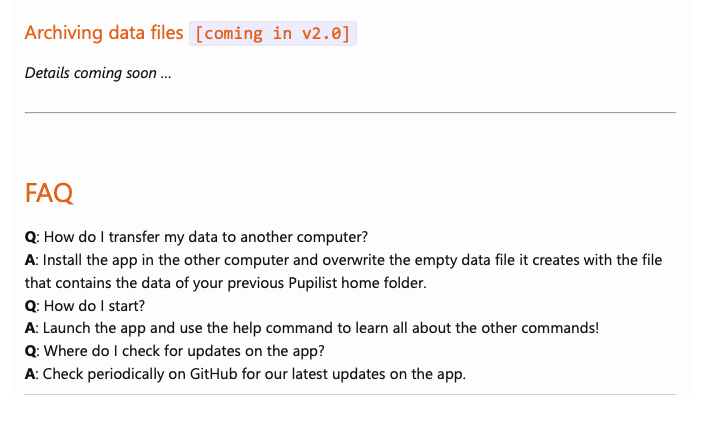 Archiving data files [coming in v2.0]
Details coming soon ...
FAQ
Q: How do I transfer my data to another computer?
A: Install the app in the other computer and overwrite the empty data file it creates with the file
that contains the data of your previous Pupilist home folder.
Q: How do I start?
A: Launch the app and use the help command to learn all about the other commands!
Q: Where do I check for updates on the app?
A: Check periodically on GitHub for our latest updates on the app.